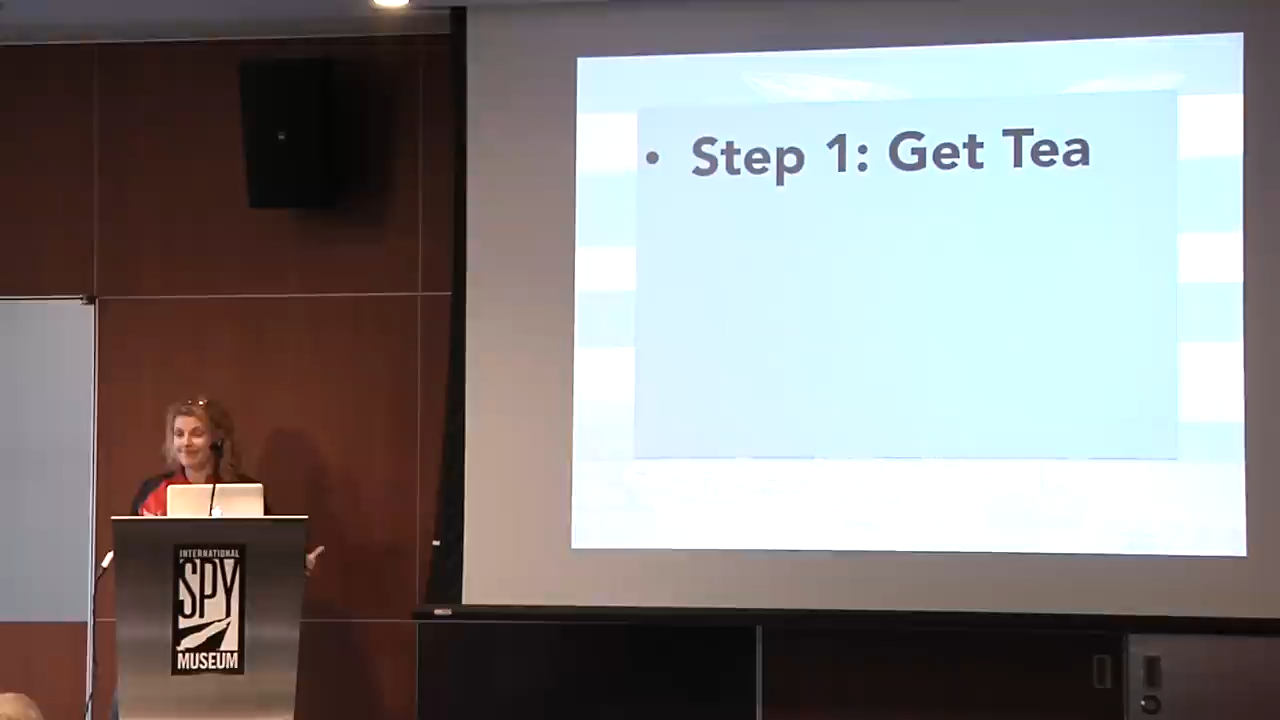 • Step 1: Get Tea
INTERNATIONAL
SPY
MUSEUM